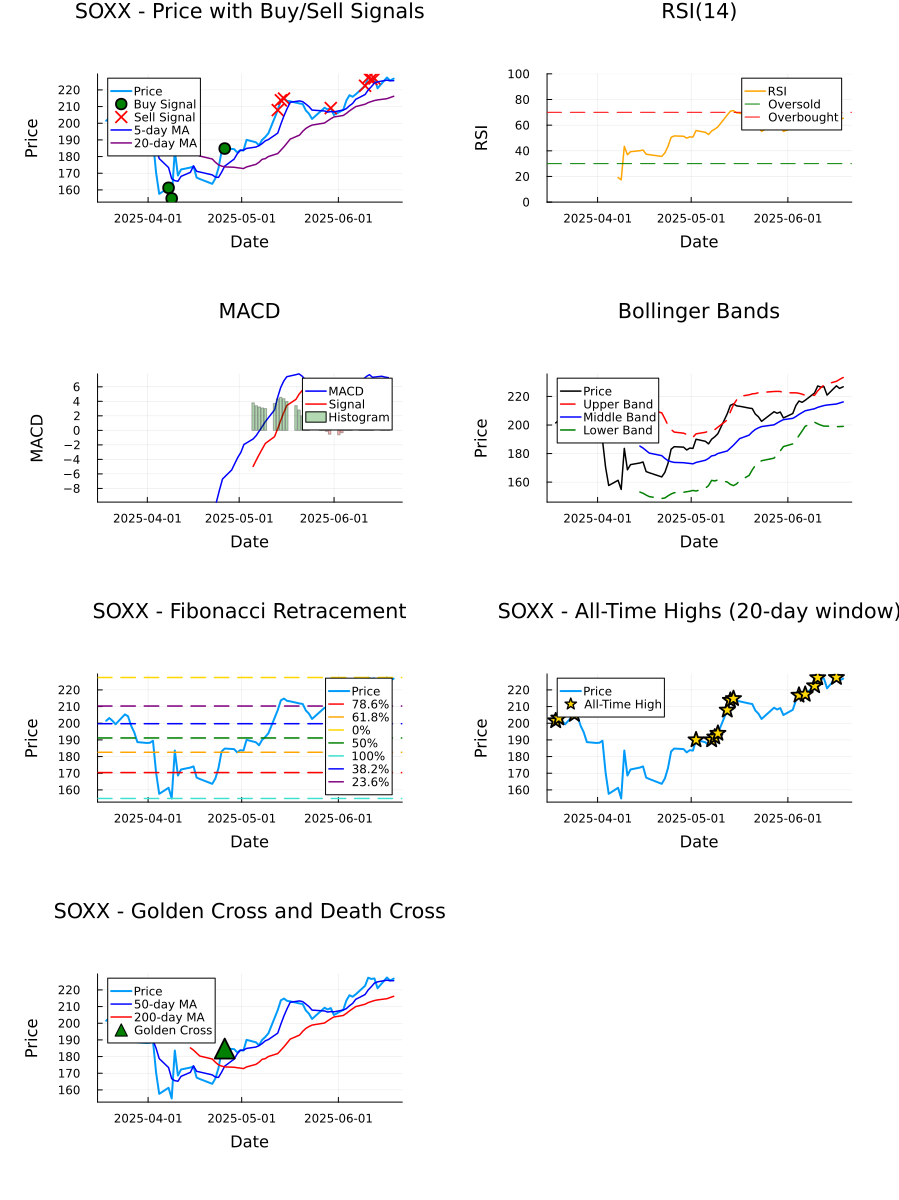 SOXX - Price with Buy/Sell Signals
Price
220
210
200
190
180
170
160
Price
Buy Signal
Sell Signal
5-day MA
20-day MA
2025-04-01 2025-05-01 2025-06-01
Date
RSI(14)
RSI
100
80
60
40
20
0
RSI
Oversold
Overbought
2025-04-01 2025-05-01 2025-06-01
Date
MACD
MACD
6
4
2
0
−2
−4
−6
−8
MACD
Signal
Histogram
2025-04-01 2025-05-01 2025-06-01
Date
Bollinger Bands
Price
220
200
180
160
Price
Upper Band
Middle Band
Lower Band
2025-04-01 2025-05-01 2025-06-01
Date
SOXX - Fibonacci Retracement
Price
220
210
200
190
180
170
160
Price
78.6%
61.8%
0%
50%
100%
38.2%
23.6%
2025-04-01 2025-05-01 2025-06-01
Date
SOXX - All-Time Highs (20-day window)
Price
220
210
200
190
180
170
160
Price
All-Time High
2025-04-01 2025-05-01 2025-06-01
Date
SOXX - Golden Cross and Death Cross
Price
220
210
200
190
180
170
160
Price
50-day MA
200-day MA
Golden Cross
2025-04-01 2025-05-01 2025-06-01
Date